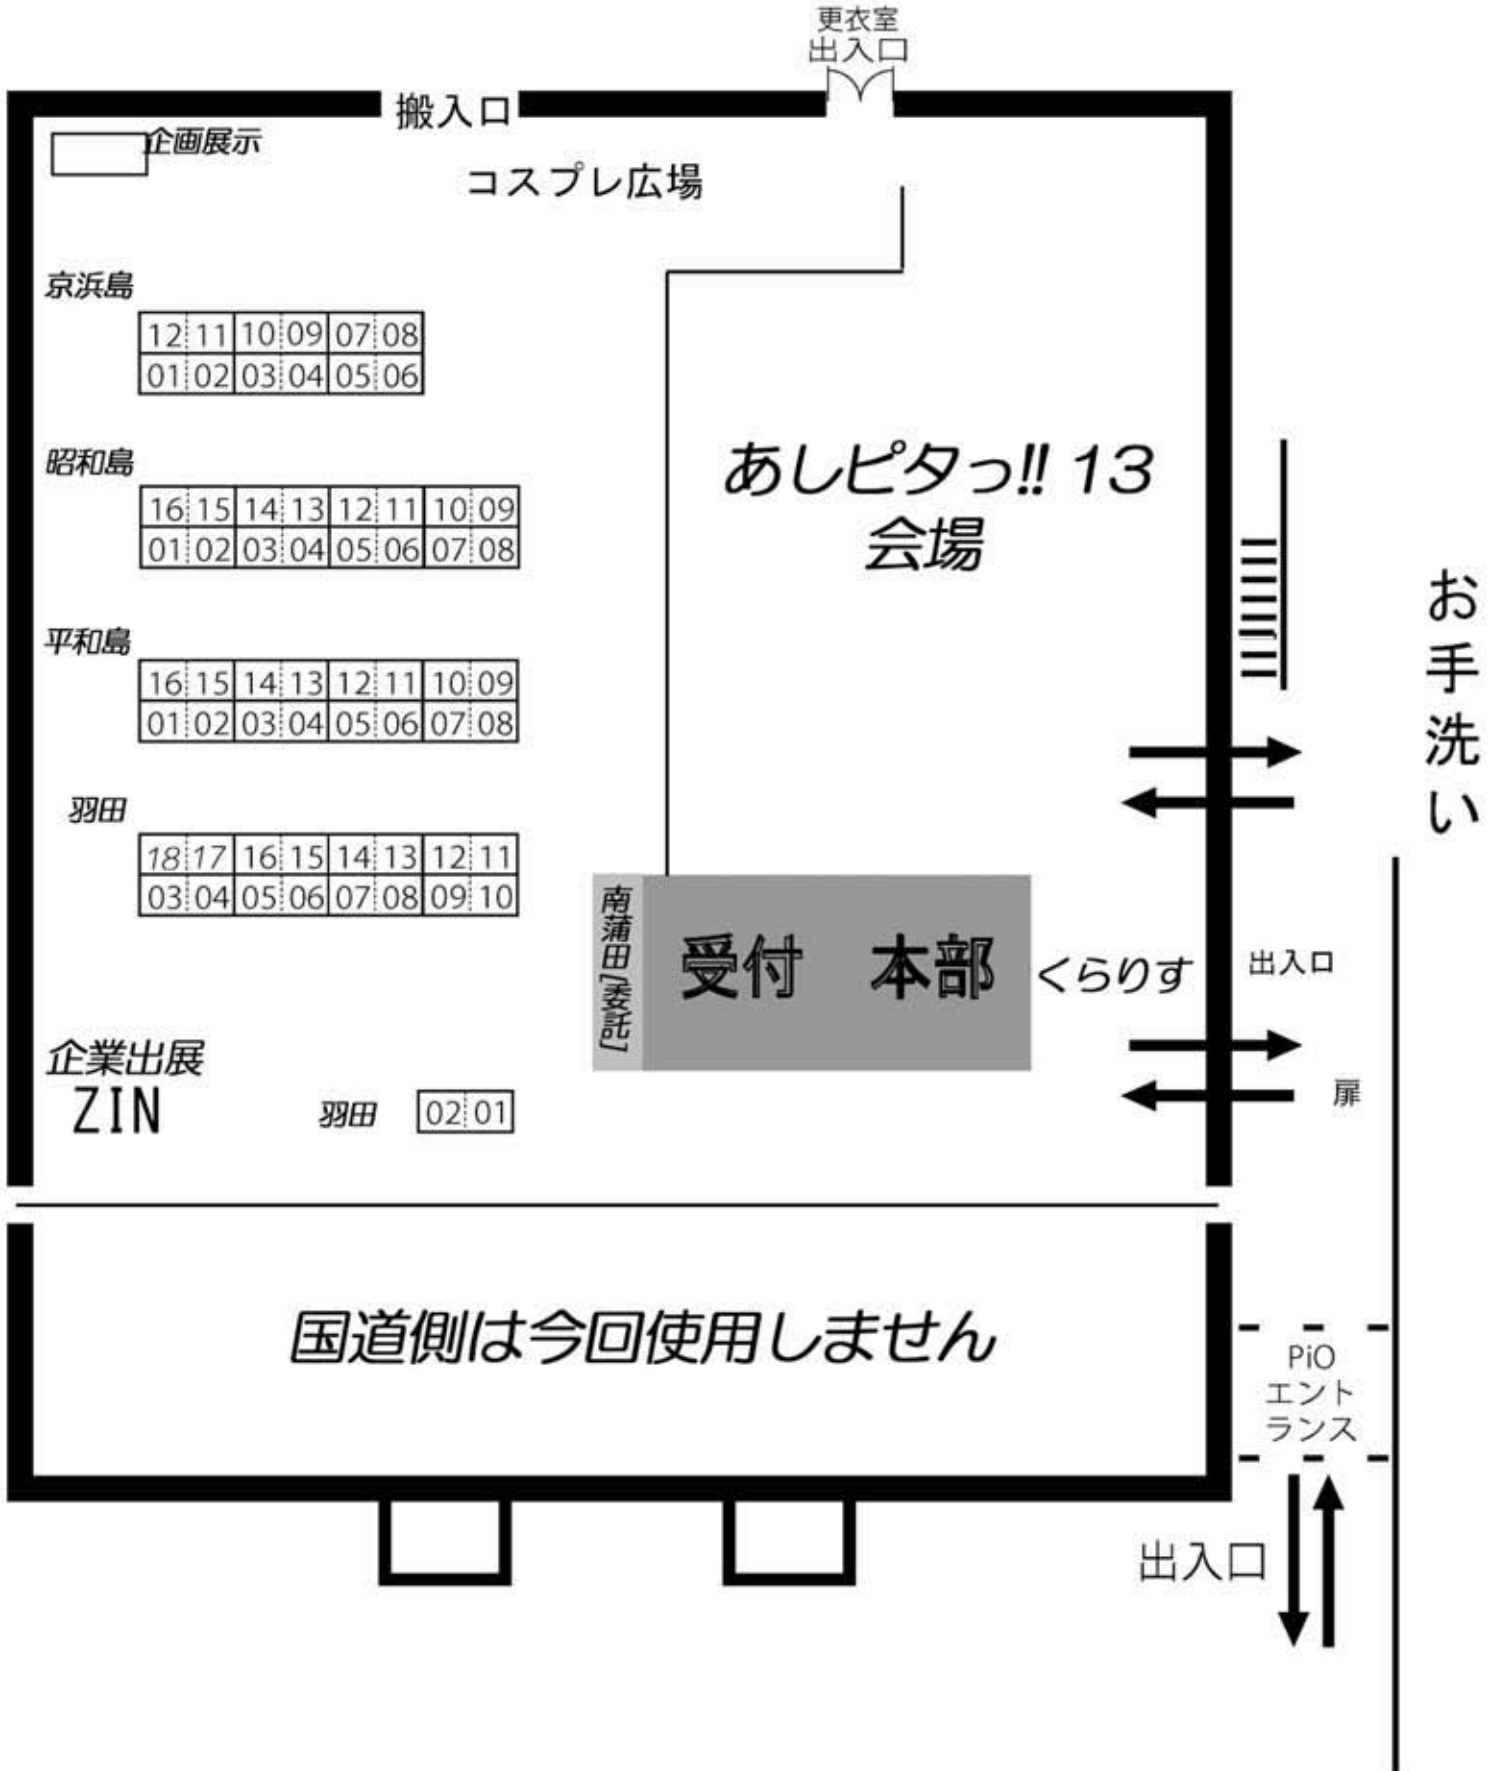 更衣室
出入口
搬入口
企画展示
コスプレ広場
京浜島
12 11 10 09 07 08
01 02 03 04 05 06
昭和島
16 15 14 13 12 11 10 09
01 02 03 04 05 06 07 08
あしピタっ!! 13
会場
平和島
16 15 14 13 12 11 10 09
01 02 03 04 05 06 07 08
お手洗い
羽田
18 17 16 15 14 13 12 11
03 04 05 06 07 08 09 10
南蒲田[委託]
受付 本部
くらりす
出入口
企業出展
ZIN
羽田
02 01
扉
国道側は今回使用しません
PiO
エント
ランス
出入口